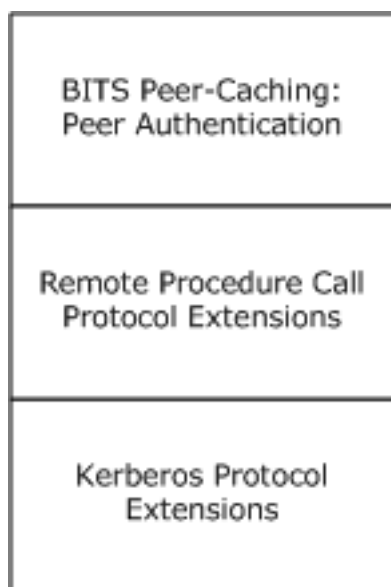 BITS Peer-Caching:
Peer Authentication
Remote Procedure Call
Protocol Extensions
Kerberos Protocol
Extensions